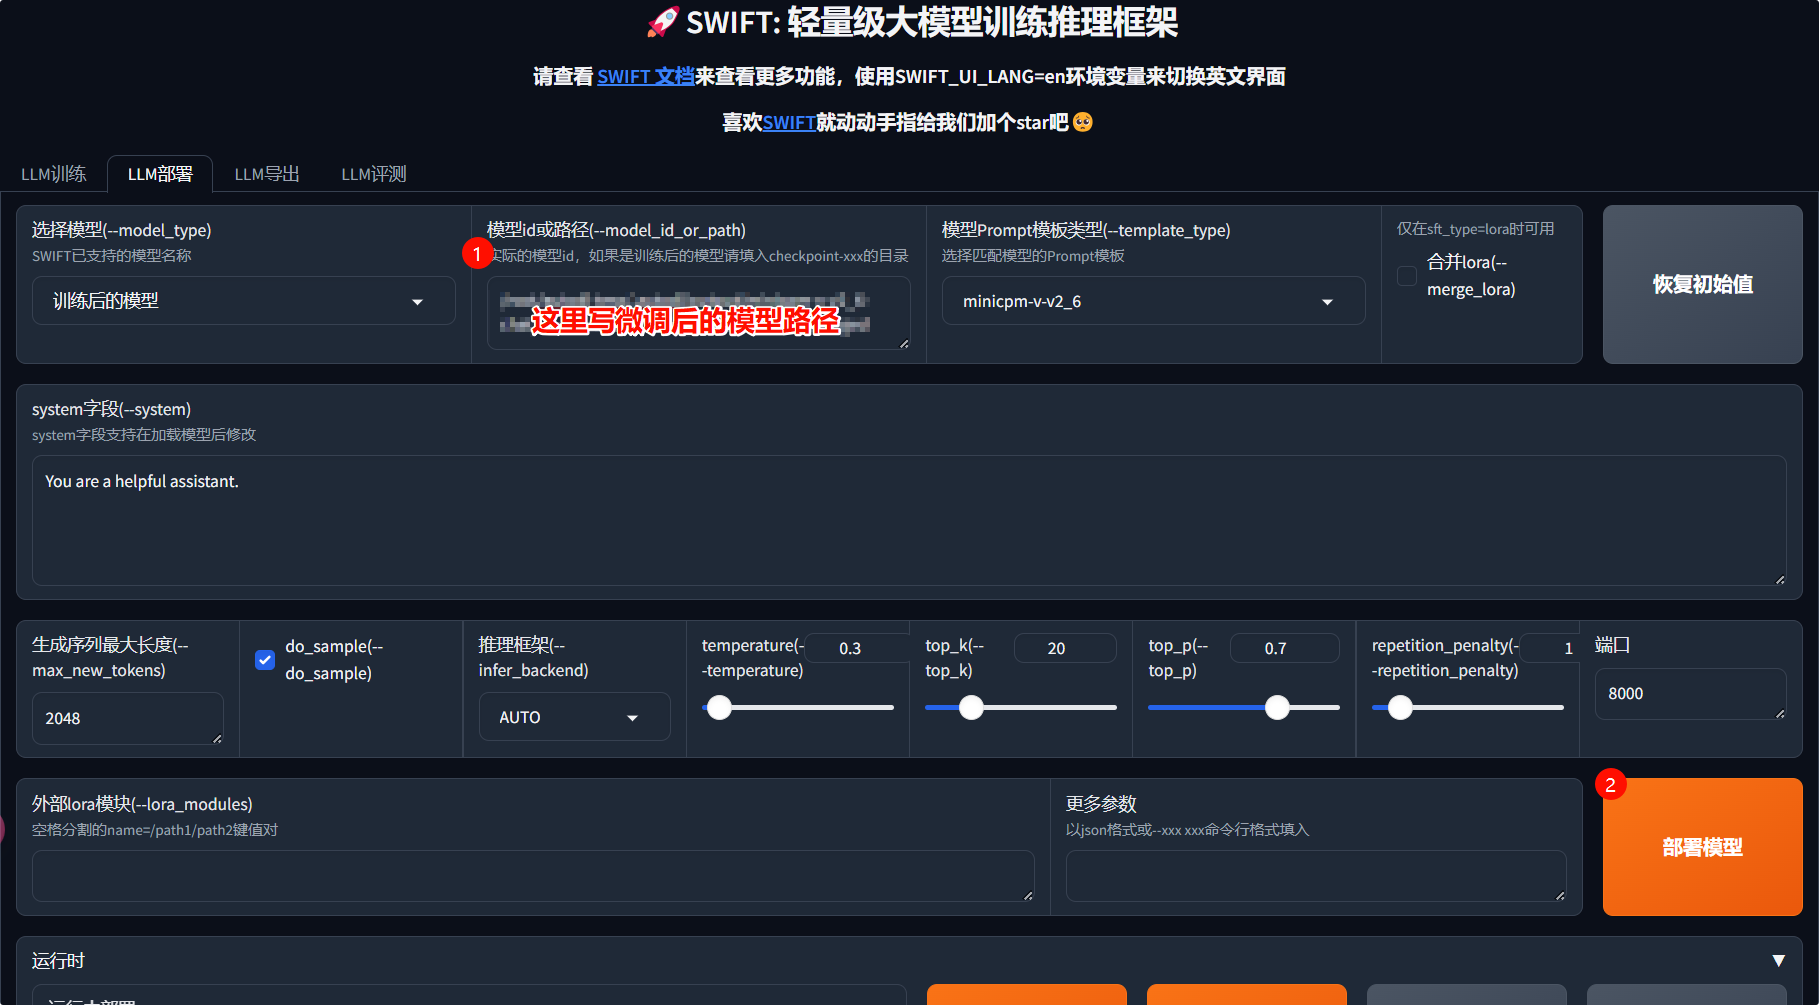 🚀 SWIFT: 轻量级大模型训练推理框架
请查看 SWIFT 文档来查看更多功能，使用SWIFT_UI_LANG=en环境变量来切换英文界面
喜欢SWIFT就动动手指给我们加个star吧🥺
LLM训练
LLM部署
LLM导出
LLM评测
选择模型(--model_type)
SWIFT已支持的模型名称
训练后的模型
1
模型id或路径(--model_id_or_path)
实际的模型id，如果是训练后的模型请填入checkpoint-xxx的目录
这里写微调后的模型路径
模型Prompt模板类型(--template_type)
选择匹配模型的Prompt模板
minicpm-v-v2_6
仅在sft_type=lora时可用
合并lora(--
merge_lora)
恢复初始值
system字段(--system)
system字段支持在加载模型后修改
You are a helpful assistant.
生成序列最大长度(--
max_new_tokens)
2048
do_sample(--
do_sample)
推理框架(--
infer_backend)
AUTO
temperature(-
-temperature)
0.3
top_k(--
top_k)
20
top_p(--
top_p)
0.7
repetition_penalty(-
-repetition_penalty)
1
端口
8000
外部lora模块(--lora_modules)
空格分割的name=/path1/path2键值对
更多参数
以json格式或--xxx xxx命令行格式填入
2
部署模型
运行时